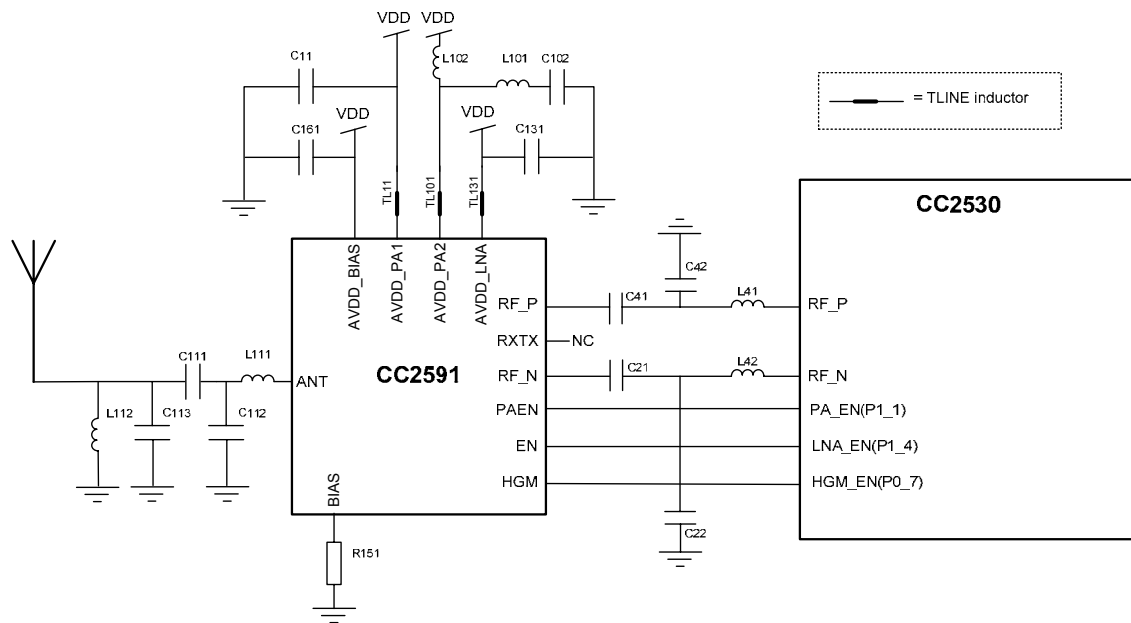 VDD
VDD
C11
L102
L101
C102
C161
VDD
VDD
C131
= TLINE inductor
TL11
TL101
TL131
CC2530
AVDD_BIAS
AVDD_PA1
AVDD_PA2
AVDD_LNA
C42
C41
L41
RF_P
RF_P
RXTX
NC
C111
L111
ANT
CC2591
RF_N
C21
L42
RF_N
L112
C113
C112
PAEN
PA_EN(P1_1)
EN
LNA_EN(P1_4)
HGM
HGM_EN(P0_7)
BIAS
C22
R151